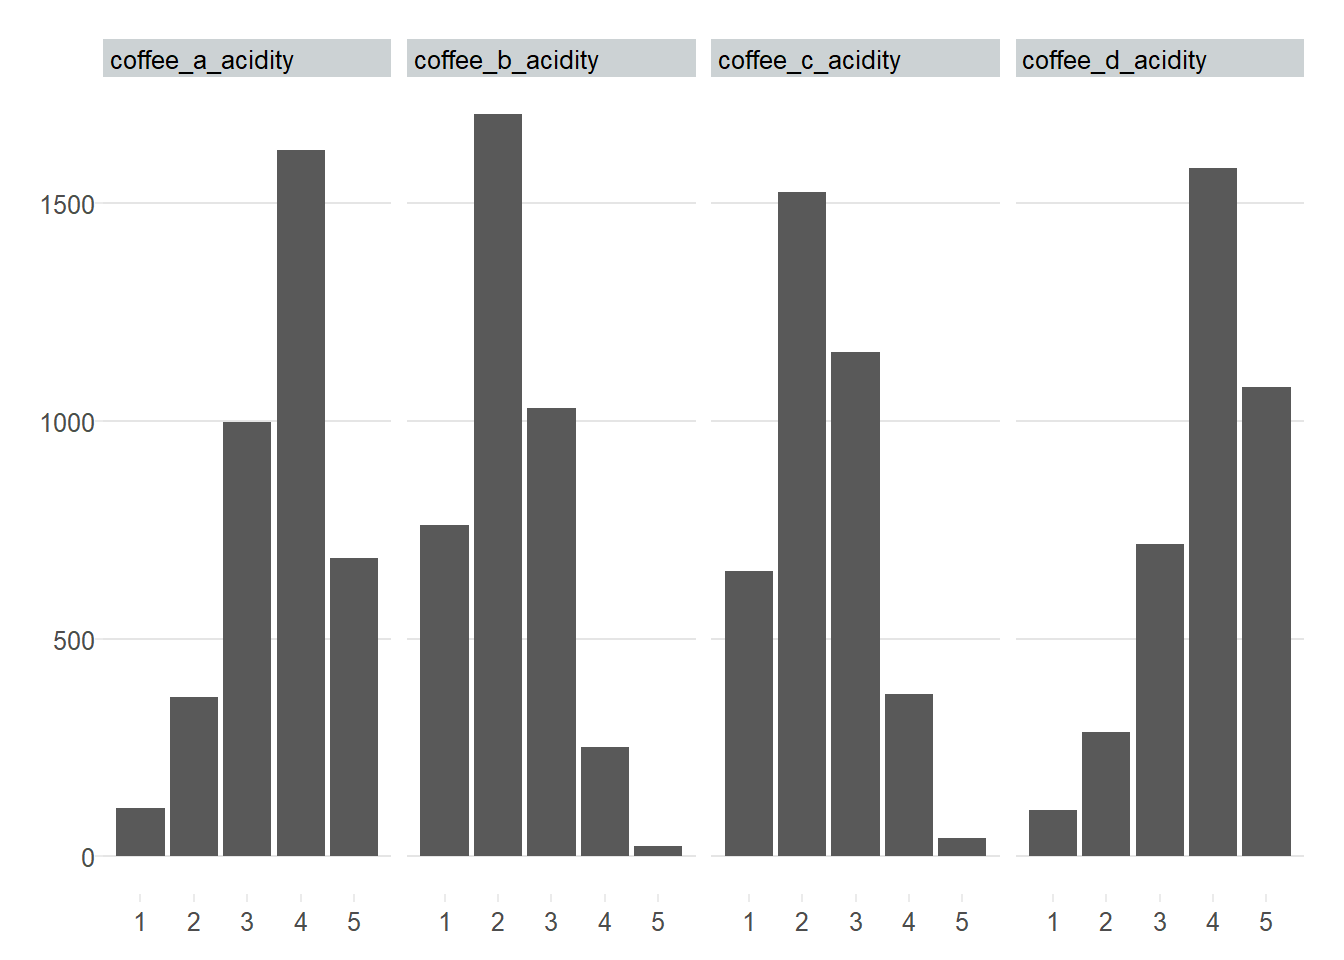 coffee_a_acidity coffee_b_acidity coffee_c_acidity coffee_d_acidity
1500
1000
500
0
1 2 3 4 5 1 2 3 4 5 1 2 3 4 5 1 2 3 4 5